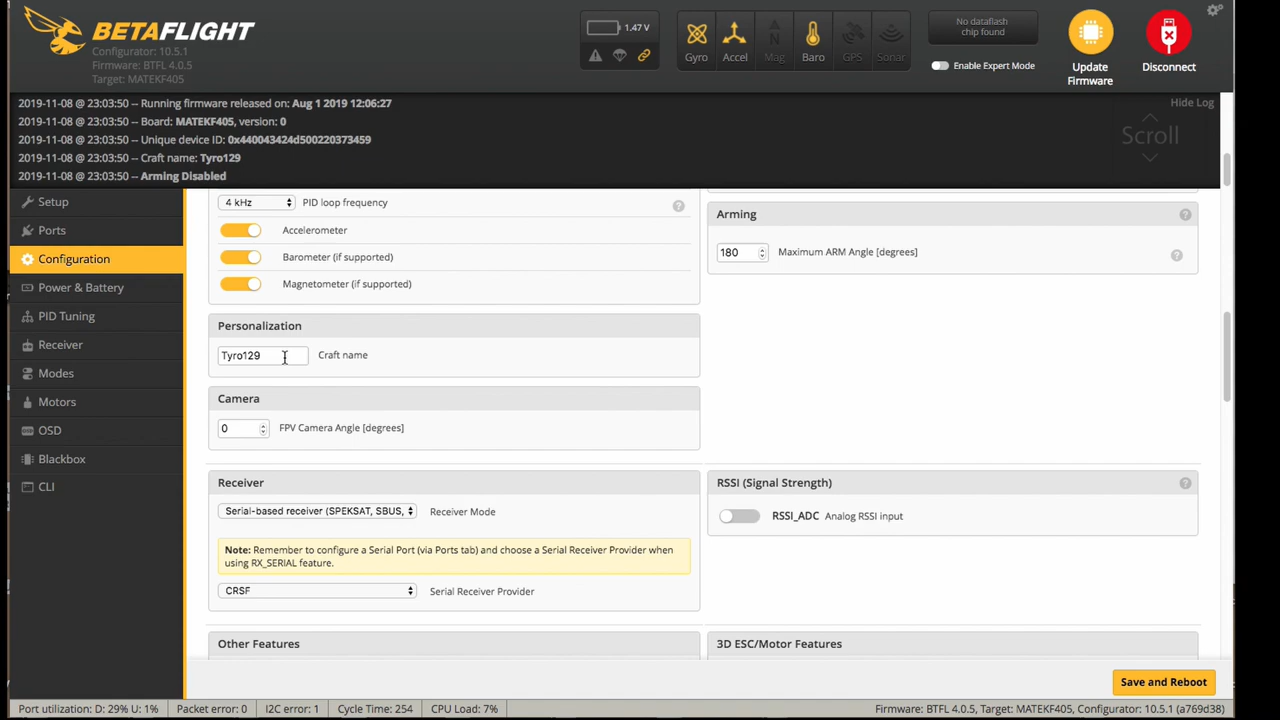 BETAFLIGHT
Configurator: 10.5.1
Firmware: BTFL 4.0.5
Target: MATEKF405
1.47 V
Gyro
Accel
Mag
Baro
GPS
Sonar
No dataflash
chip found
Enable Expert Mode
Update
Firmware
Disconnect
Hide Log
Scroll
2019-11-08 @ 23:03:50 -- Running firmware released on: Aug 1 2019 12:06:27
2019-11-08 @ 23:03:50 -- Board: MATEKF405, version: 0
2019-11-08 @ 23:03:50 -- Unique device ID: 0x440043424d500220373459
2019-11-08 @ 23:03:50 -- Craft name: Tyro129
2019-11-08 @ 23:03:50 -- Arming Disabled
Setup
Ports
Configuration
Power & Battery
PID Tuning
Receiver
Modes
Motors
OSD
Blackbox
CLI
4 kHz PID loop frequency
Accelerometer
Barometer (if supported)
Magnetometer (if supported)
Arming
180 Maximum ARM Angle [degrees]
Personalization
Tyro129 Craft name
Camera
0 FPV Camera Angle [degrees]
Receiver
Serial-based receiver (SPEKSAT, SBUS, Receiver Mode
Note: Remember to configure a Serial Port (via Ports tab) and choose a Serial Receiver Provider when
using RX_SERIAL feature.
CRSF Serial Receiver Provider
RSSI (Signal Strength)
RSSI_ADC Analog RSSI input
Other Features
3D ESC/Motor Features
Save and Reboot
Port utilization: D: 29% U: 1% Packet error: 0 I2C error: 1 Cycle Time: 254 CPU Load: 7% Firmware: BTFL 4.0.5, Target: MATEKF405, Configurator: 10.5.1 (a769d38)